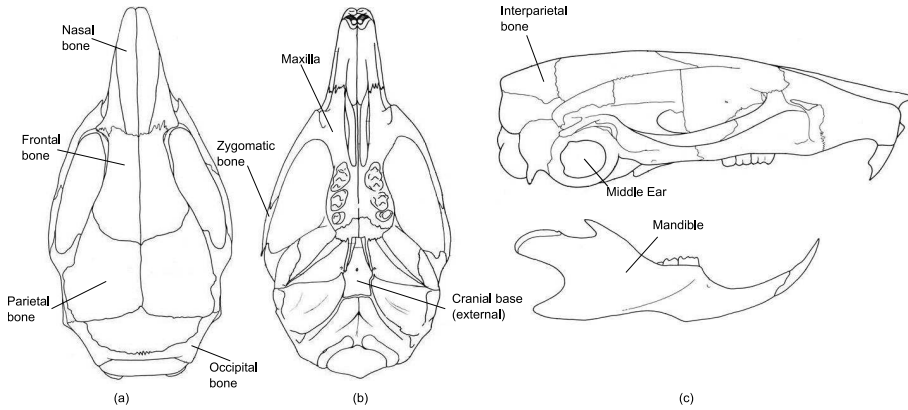 Nasal
bone
Frontal
bone
Parietal
bone
Occipital
bone
(a)
Maxilla
Zygomatic
bone
Cranial base
(external)
(b)
Interparietal
bone
Middle Ear
Mandible
(c)